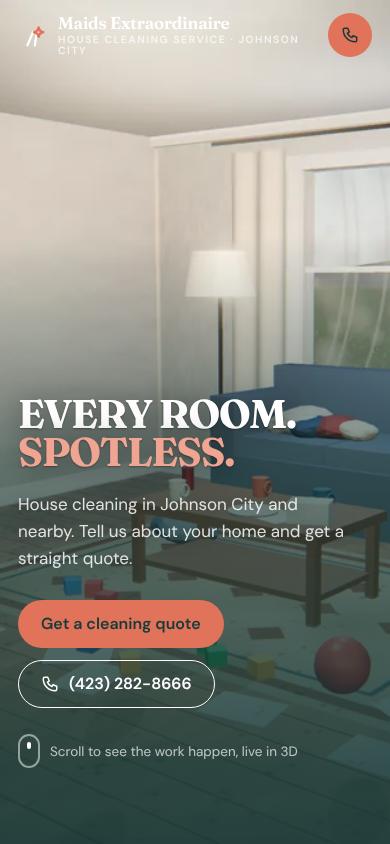 Maids Extraordinaire
HOUSE CLEANING SERVICE · JOHNSON
CITY
EVERY ROOM.
SPOTLESS.
House cleaning in Johnson City and
nearby. Tell us about your home and get a
straight quote.
Get a cleaning quote
(423) 282-8666
Scroll to see the work happen, live in 3D